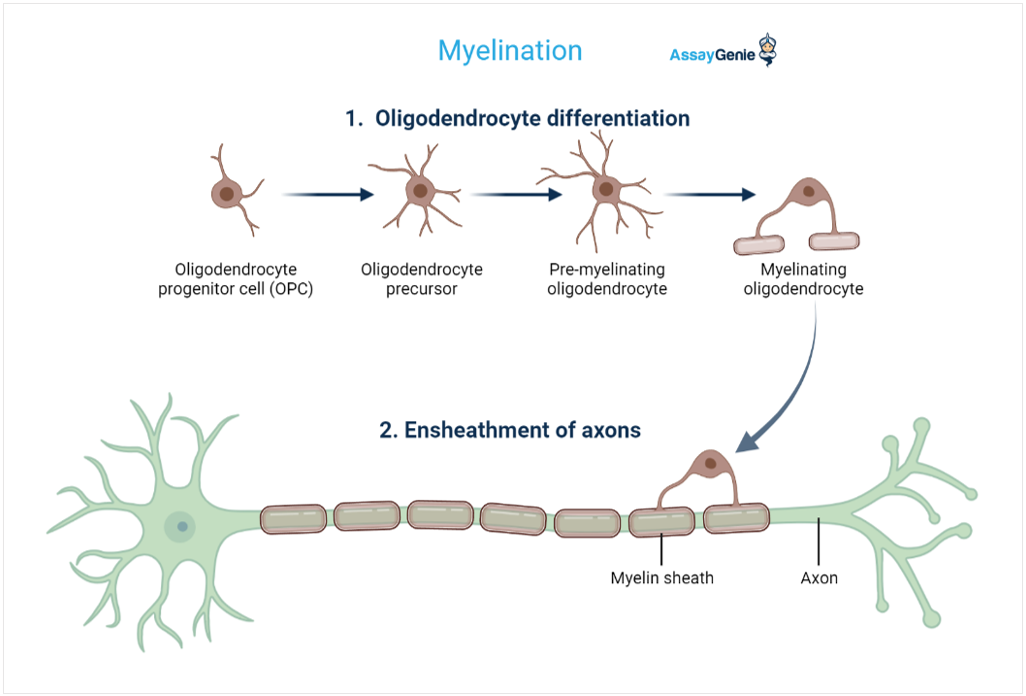 Myelination
AssayGenie
1. Oligodendrocyte differentiation
Oligodendrocyte
progenitor cell (OPC)
Oligodendrocyte
precursor
Pre-myelinating
oligodendrocyte
Myelinating
oligodendrocyte
2. Ensheathment of axons
Myelin sheath
Axon